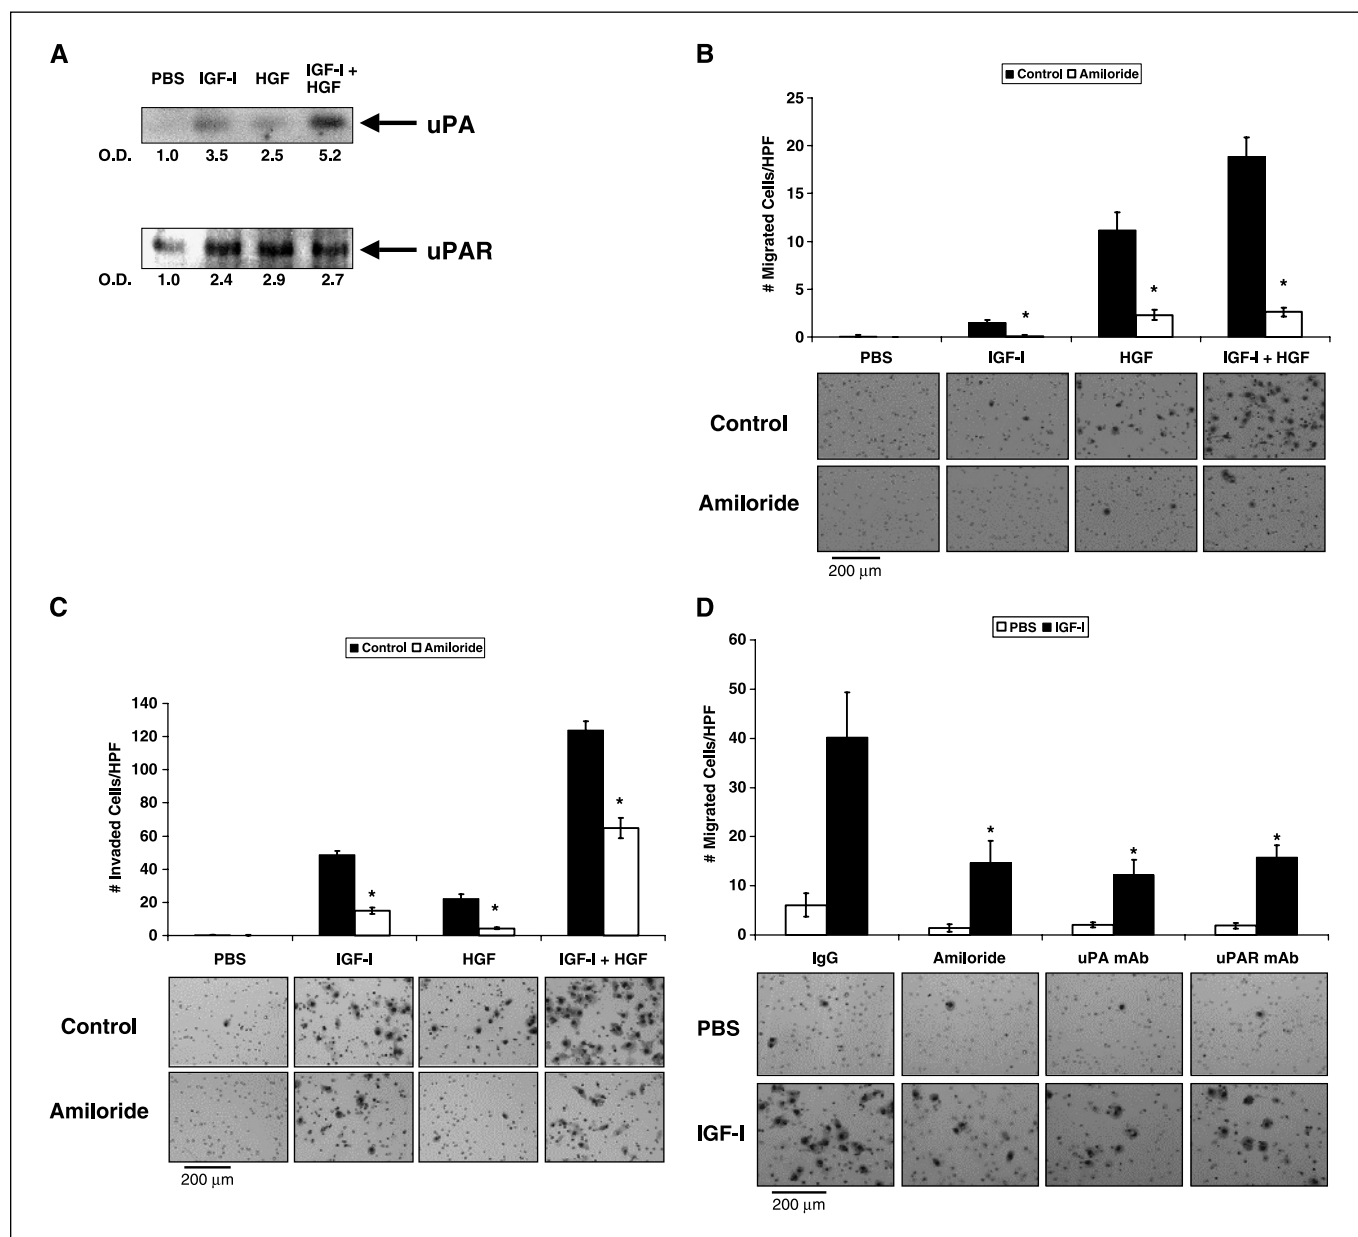 A
PBS IGF-I HGF IGF-I + HGF
uPA
O.D. 1.0 3.5 2.5 5.2
uPAR
O.D. 1.0 2.4 2.9 2.7
B
Control Amiloride
# Migrated Cells/HPF
25
20
15
10
5
0
* * *
PBS IGF-I HGF IGF-I + HGF
Control
Amiloride
200 μm
C
Control Amiloride
# Invaded Cells/HPF
140
120
100
80
60
40
20
0
* * *
PBS IGF-I HGF IGF-I + HGF
Control
Amiloride
200 μm
D
PBS IGF-I
# Migrated Cells/HPF
60
50
40
30
20
10
0
* * *
IgG Amiloride uPA mAb uPAR mAb
PBS
IGF-I
200 μm